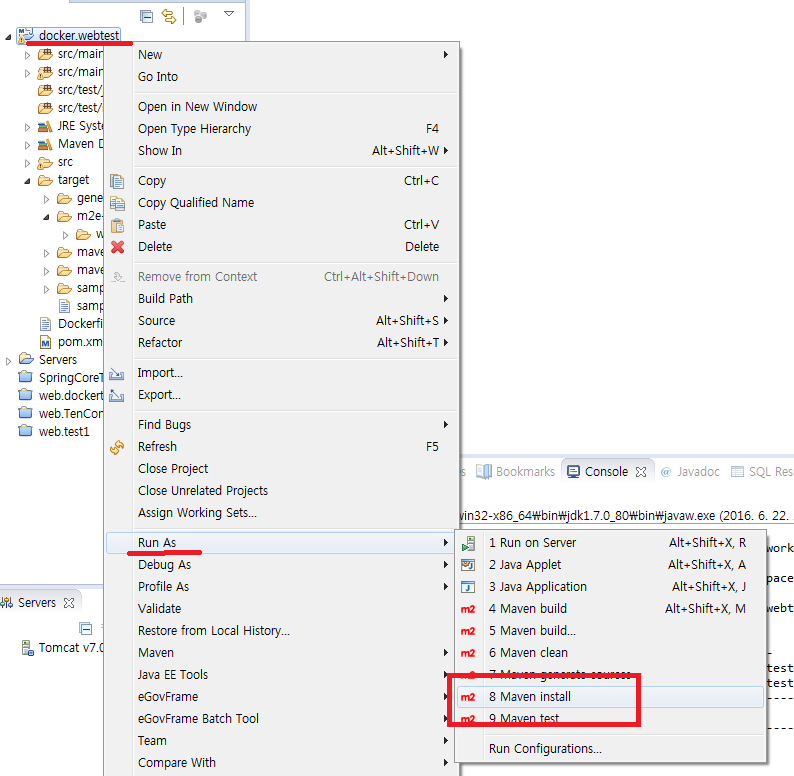 docker.webtest
src/main
src/main
src/test/j
src/test/
JRE Syste
Maven D
src
target
gene
m2e-
w
mave
mave
samp
samp
Dockerfi
pom.xm
Servers
SpringCoreT
web.dockert
web.TenCon
web.test1
New
Go Into
Open in New Window
Open Type Hierarchy F4
Show In Alt+Shift+W
Copy Ctrl+C
Copy Qualified Name
Paste Ctrl+V
Delete Delete
Remove from Context Ctrl+Alt+Shift+Down
Build Path
Source Alt+Shift+S
Refactor Alt+Shift+T
Import...
Export...
Find Bugs
Refresh F5
Close Project
Close Unrelated Projects
Assign Working Sets...
Run As
Debug As
Profile As
Validate
Restore from Local History...
Maven
Java EE Tools
eGovFrame
eGovFrame Batch Tool
Team
Compare With
1 Run on Server Alt+Shift+X, R
2 Java Applet Alt+Shift+X, A
3 Java Application Alt+Shift+X, J
m2 4 Maven build Alt+Shift+X, M
m2 5 Maven build...
m2 6 Maven clean
m2 7 Maven generate-sources
m2 8 Maven install
m2 9 Maven test
Run Configurations...
s Bookmarks Console @ Javadoc SQL Res
win32-x86_64₩bin₩jdk1.7.0_80₩bin₩javaw.exe (2016. 6. 22.
work
pace
webt
test
test
Servers
Tomcat v7.0